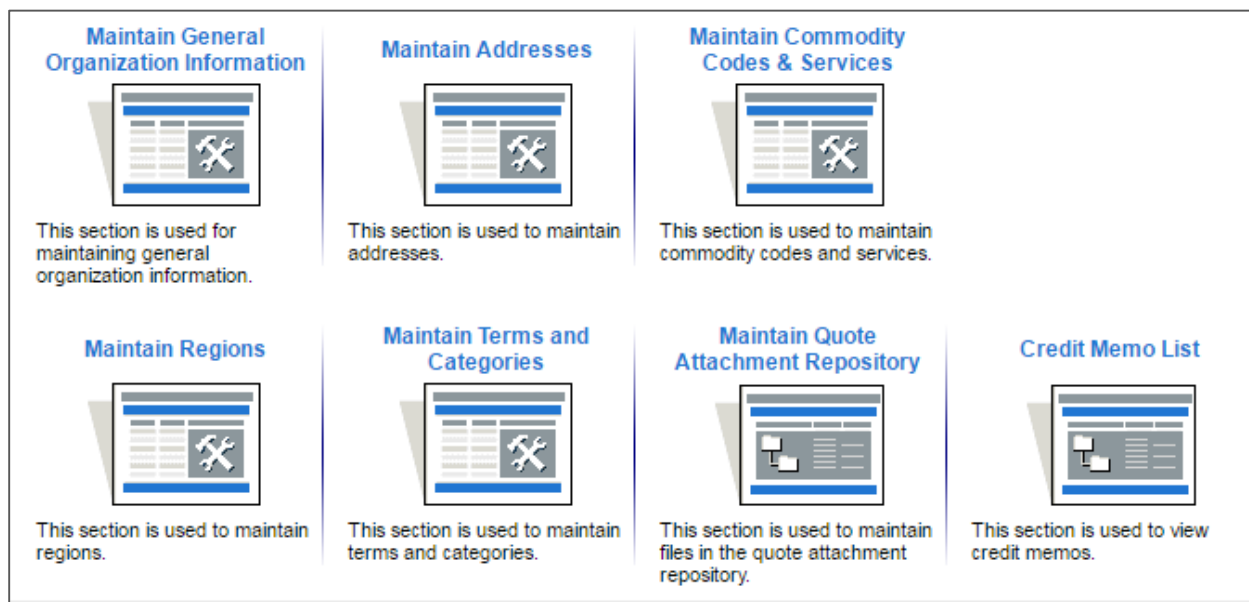 Maintain General
Organization Information
Maintain Addresses
Maintain Commodity
Codes & Services
This section is used for
maintaining general
organization information.
This section is used to maintain
addresses.
This section is used to maintain
commodity codes and services.
Maintain Regions
Maintain Terms and
Categories
Maintain Quote
Attachment Repository
Credit Memo List
This section is used to maintain
regions.
This section is used to maintain
terms and categories.
This section is used to maintain
files in the quote attachment
repository.
This section is used to view
credit memos.